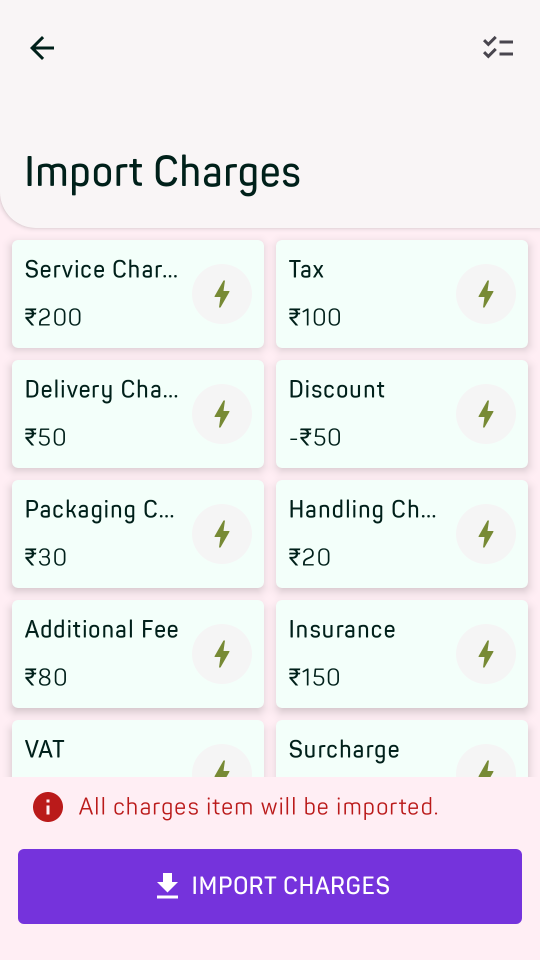 Import Charges
Service Char...
₹200
Tax
₹100
Delivery Cha...
₹50
Discount
-₹50
Packaging C...
₹30
Handling Ch...
₹20
Additional Fee
₹80
Insurance
₹150
VAT
Surcharge
All charges item will be imported.
IMPORT CHARGES